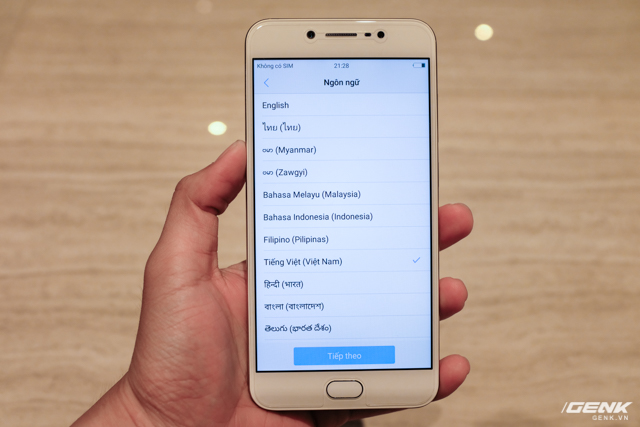 Không có SIM
21:28
Ngôn ngữ
English
ไทย (ไทย)
ဗမာ (Myanmar)
ဗမာ (Zawgyi)
Bahasa Melayu (Malaysia)
Bahasa Indonesia (Indonesia)
Filipino (Pilipinas)
Tiếng Việt (Việt Nam)
हिन्दी (भारत)
বাংলা (বাংলাদেশ)
తెలుగు (భారత దేశం)
Tiếp theo
GENK
GENK.VN